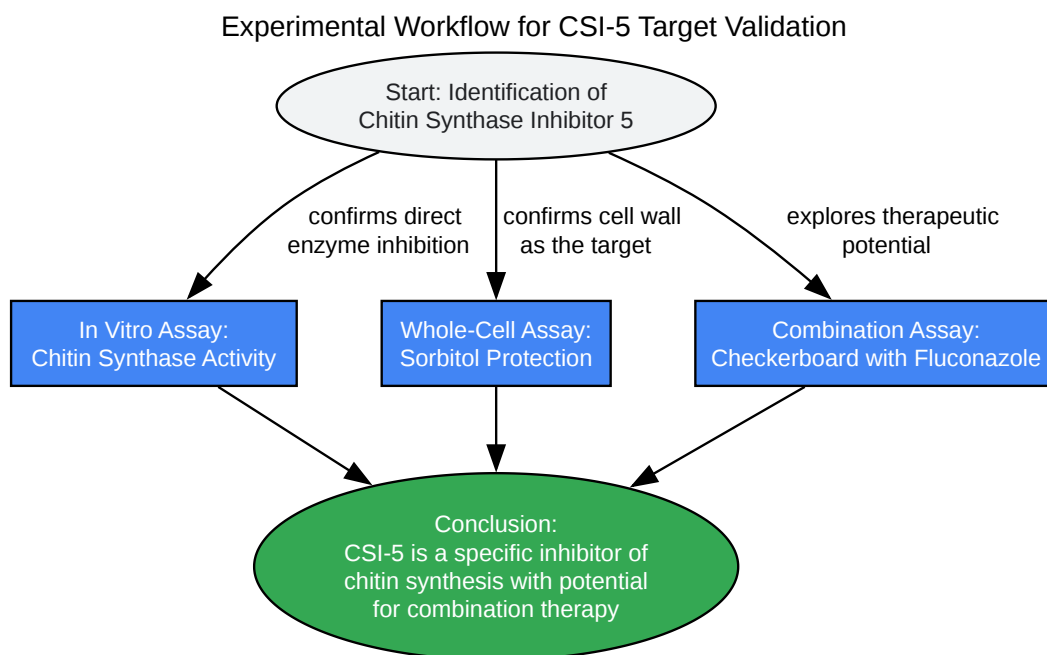 Experimental Workflow for CSI-5 Target Validation
Start: Identification of
Chitin Synthase Inhibitor 5
confirms direct
enzyme inhibition
confirms cell wall
as the target
explores therapeutic
potential
In Vitro Assay:
Chitin Synthase Activity
Whole-Cell Assay:
Sorbitol Protection
Combination Assay:
Checkerboard with Fluconazole
Conclusion:
CSI-5 is a specific inhibitor of
chitin synthesis with potential
for combination therapy